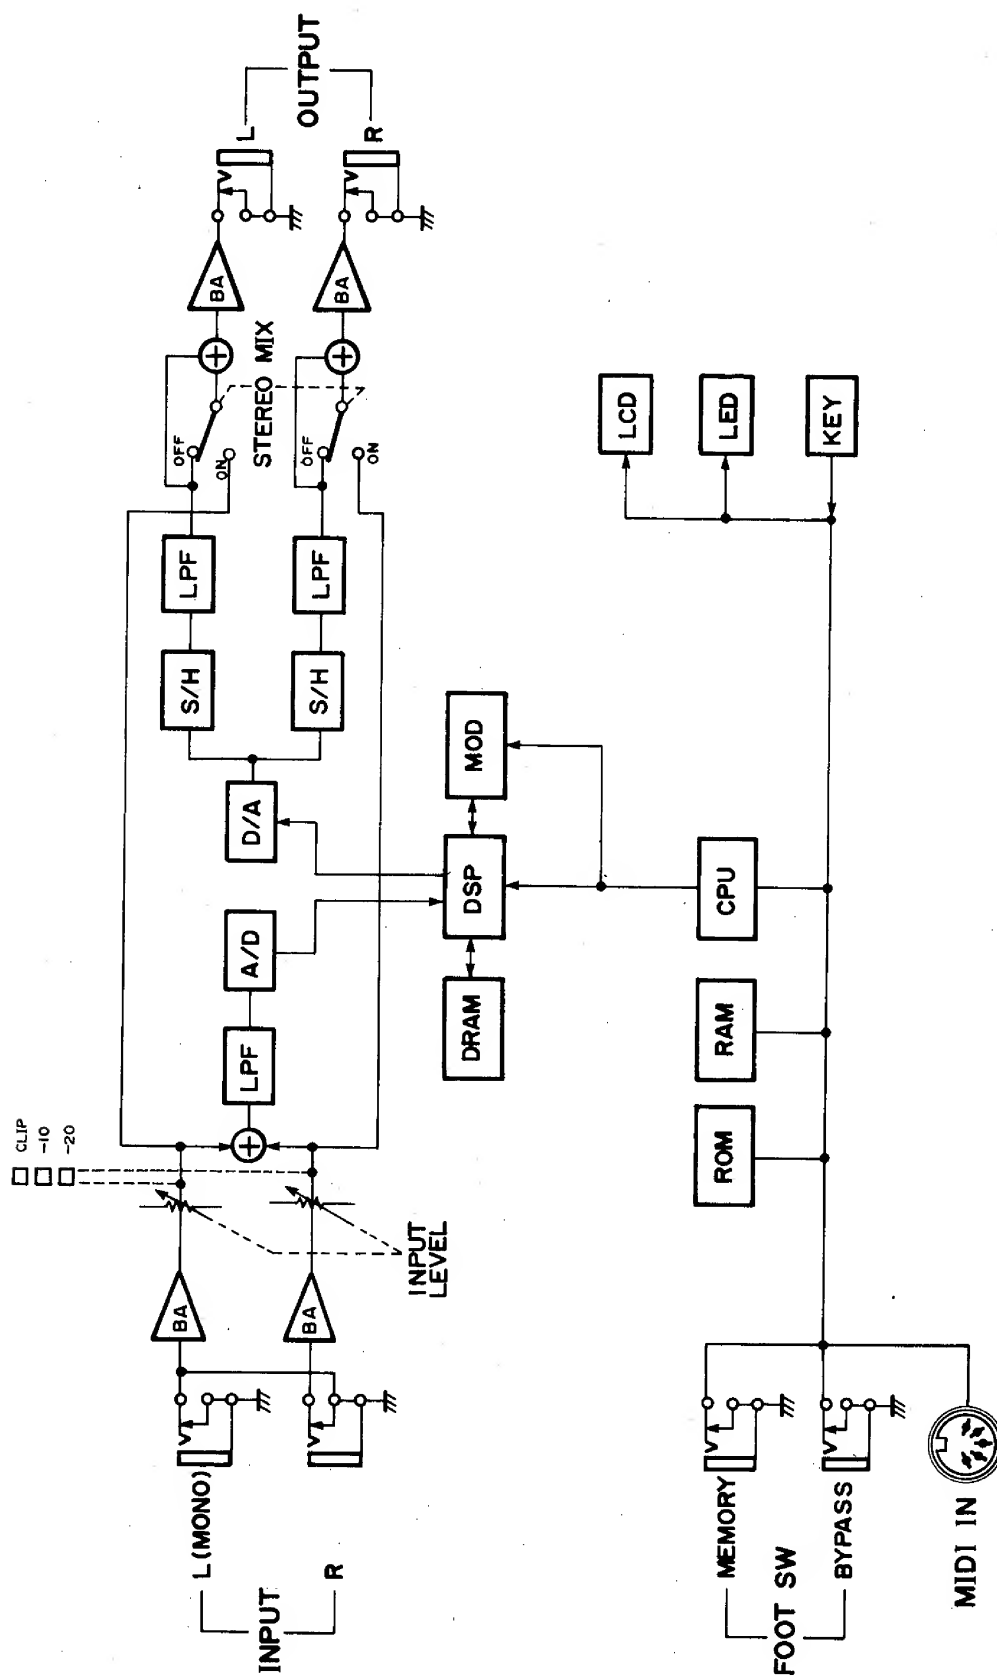 INPUT
L (MONO)
R
BA
BA
INPUT
LEVEL
CLIP
-10
-20
LPF
A/D
D/A
S/H
S/H
LPF
LPF
OFF
ON
OFF
ON
STEREO MIX
BA
BA
V
V
V
V
L
R
OUTPUT
DRAM
DSP
MOD
FOOT SW
MEMORY
BYPASS
V
V
MIDI IN
ROM
RAM
CPU
LCD
LED
KEY